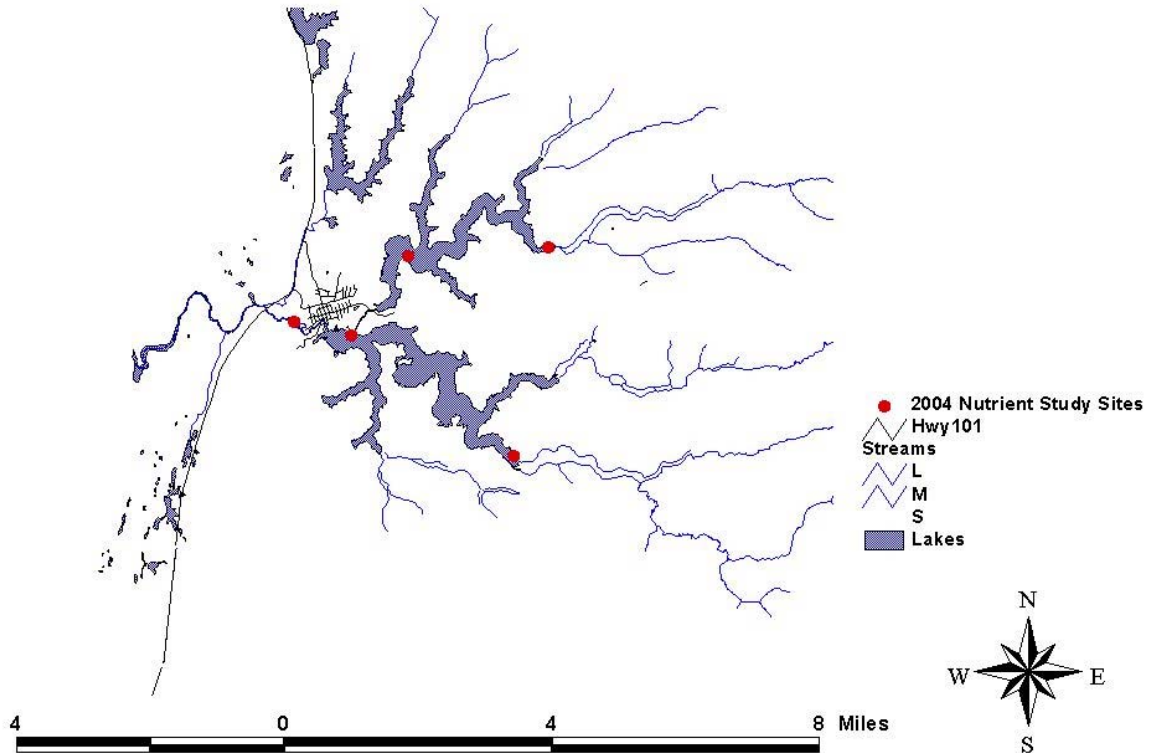 2004 Nutrient Study Sites
Hwy101
Streams
L
M
S
Lakes
N
W E
S
4 0 4 8 Miles